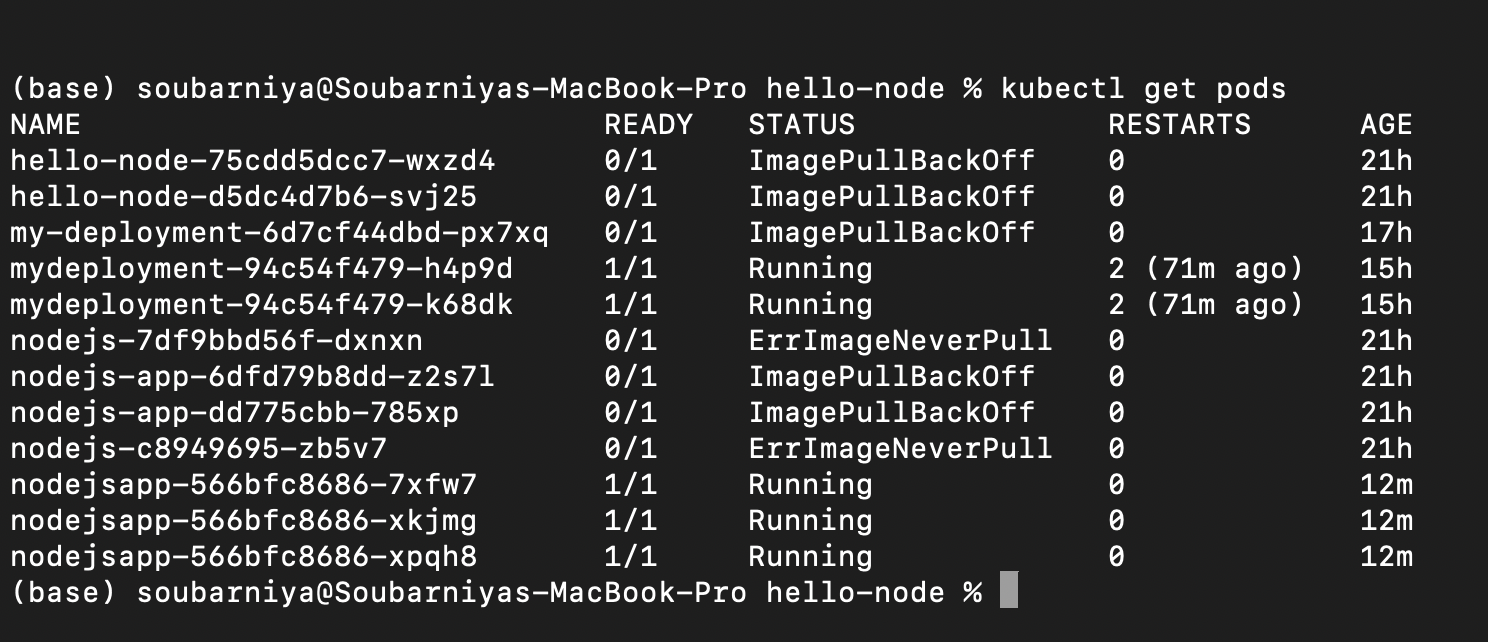 (base) soubarniya@Soubarniyas-MacBook-Pro hello-node % kubectl get pods
NAME READY STATUS RESTARTS AGE
hello-node-75cdd5dcc7-wxzd4 0/1 ImagePullBackOff 0 21h
hello-node-d5dc4d7b6-svj25 0/1 ImagePullBackOff 0 21h
my-deployment-6d7cf44dbd-px7xq 0/1 ImagePullBackOff 0 17h
mydeployment-94c54f479-h4p9d 1/1 Running 2 (71m ago) 15h
mydeployment-94c54f479-k68dk 1/1 Running 2 (71m ago) 15h
nodejs-7df9bbd56f-dxnxn 0/1 ErrImageNeverPull 0 21h
nodejs-app-6dfd79b8dd-z2s7l 0/1 ImagePullBackOff 0 21h
nodejs-app-dd775cbb-785xp 0/1 ImagePullBackOff 0 21h
nodejs-c8949695-zb5v7 0/1 ErrImageNeverPull 0 21h
nodejsapp-566bfc8686-7xfw7 1/1 Running 0 12m
nodejsapp-566bfc8686-xkjmg 1/1 Running 0 12m
nodejsapp-566bfc8686-xpqh8 1/1 Running 0 12m
(base) soubarniya@Soubarniyas-MacBook-Pro hello-node %